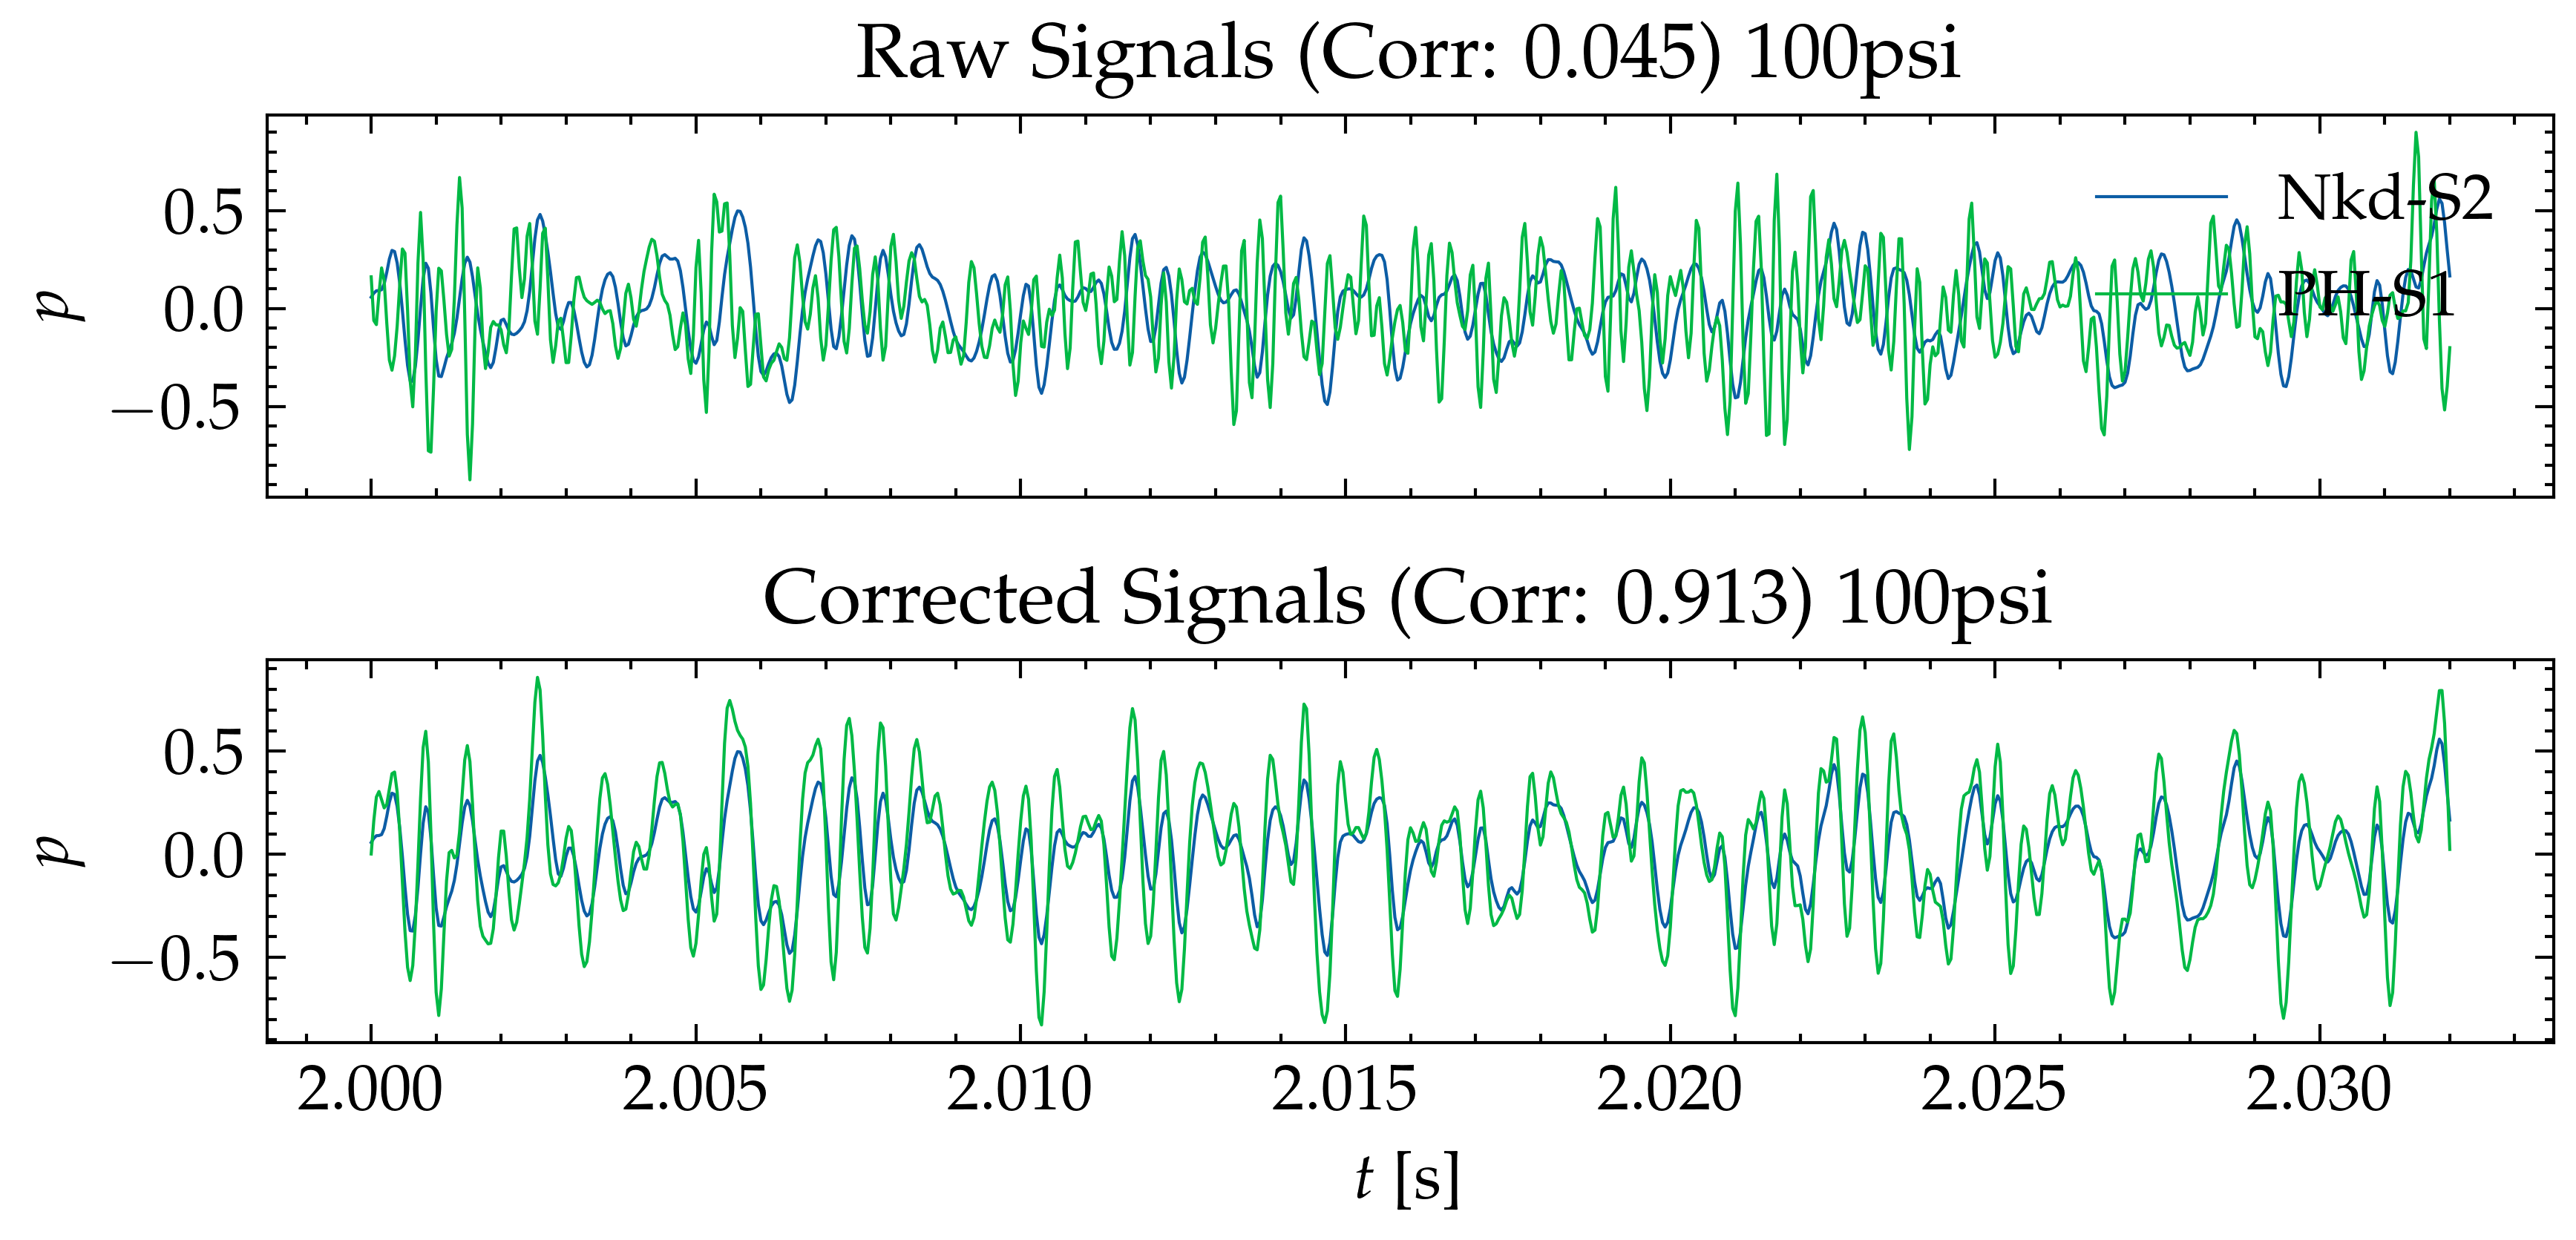 Raw Signals (Corr: 0.045) 100psi
0.5
0.0
−0.5
p
Nkd-S2
PH-S1
Corrected Signals (Corr: 0.913) 100psi
0.5
0.0
−0.5
p
2.000 2.005 2.010 2.015 2.020 2.025 2.030
t [s]